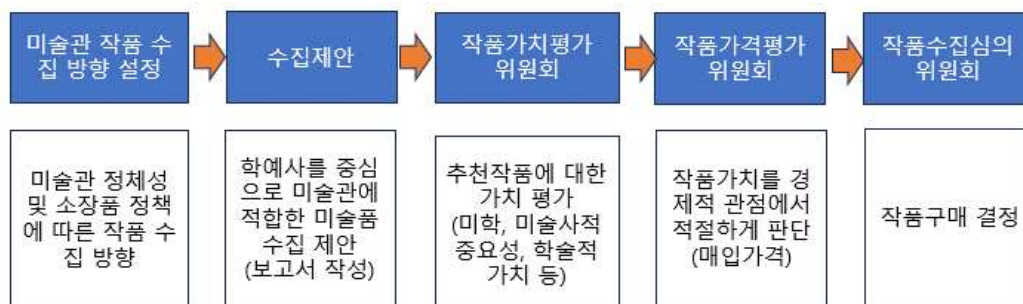 미술관 작품 수
집 방향 설정
수집제안
작품가치평가
위원회
작품가격평가
위원회
작품수집심의
위원회
미술관 정체성
및 소장품 정책
에 따른 작품 수
집 방향
학예사를 중심
으로 미술관에
적합한 미술품
수집 제안
(보고서 작성)
추천작품에 대한
가치 평가
(미학, 미술사적
중요성, 학술적
가치 등)
작품가치를 경
제적 관점에서
적절하게 판단
(매입가격)
작품구매 결정